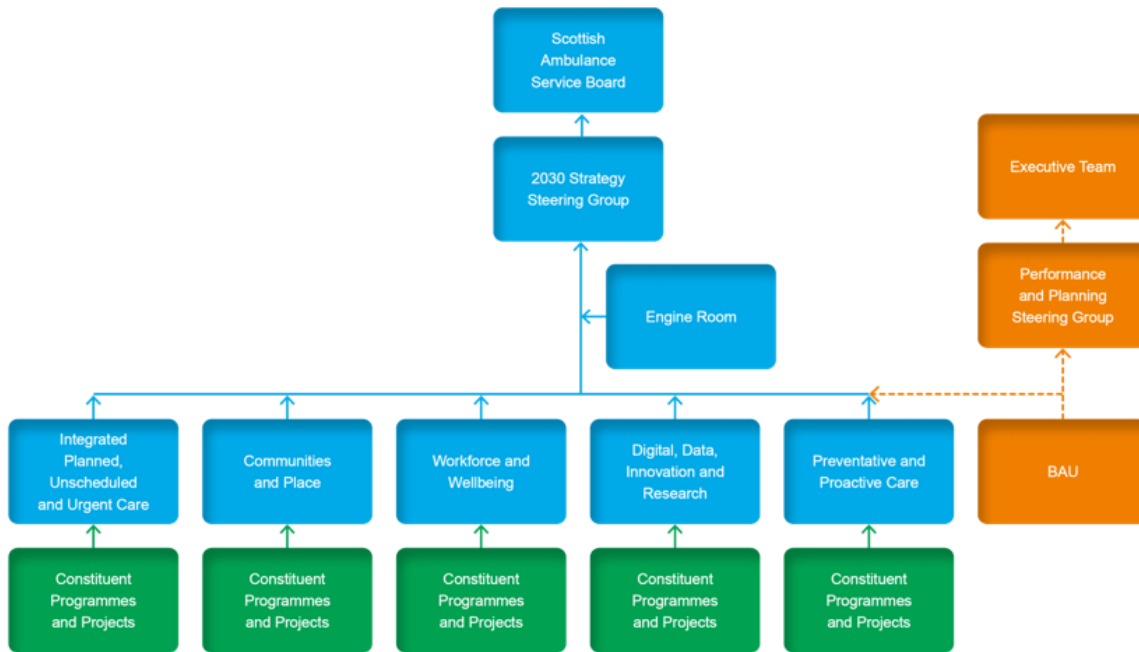 Scottish
Ambulance
Service Board
2030 Strategy
Steering Group
Executive Team
Engine Room
Performance
and Planning
Steering Group
Integrated
Planned,
Unscheduled
and Urgent Care
Communities
and Place
Workforce and
Wellbeing
Digital, Data,
Innovation and
Research
Preventative and
Proactive Care
BAU
Constituent
Programmes
and Projects
Constituent
Programmes
and Projects
Constituent
Programmes
and Projects
Constituent
Programmes
and Projects
Constituent
Programmes
and Projects